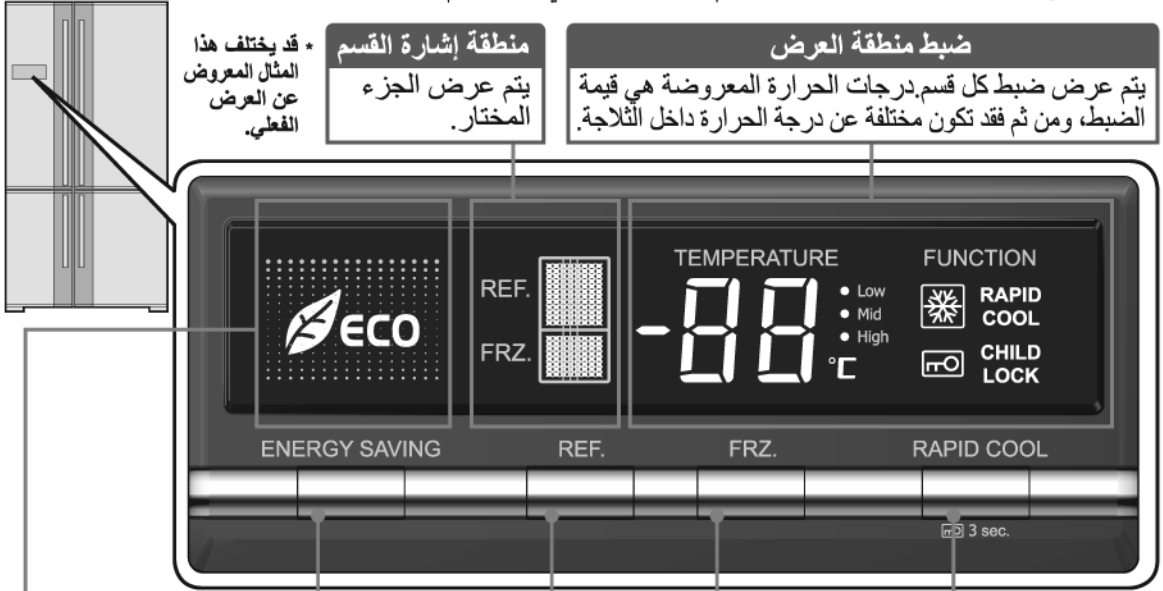 ضبط منطقة العرض
يتم عرض ضبط كل قسم.درجات الحرارة المعروضة هي قيمة
الضبط، ومن ثم فقد تكون مختلفة عن درجة الحرارة داخل الثلاجة.
منطقة إشارة القسم
يتم عرض الجزء
المختار.
* قد يختلف هذا
المثال المعروض
عن العرض
الفعلي.
ECO
REF.
FRZ.
TEMPERATURE
-88
°C
Low
Mid
High
FUNCTION
RAPID
COOL
CHILD
LOCK
ENERGY SAVING
REF.
FRZ.
RAPID COOL
3 sec.